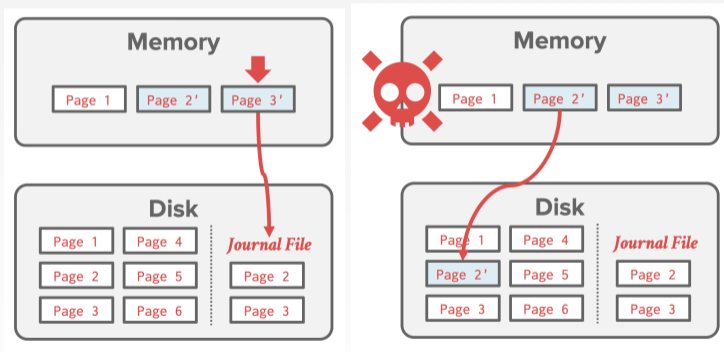 Memory
Page 1 Page 2' Page 3'
Disk
Page 1 Page 4 Journal File
Page 2 Page 5 Page 2
Page 3 Page 6 Page 3
Memory
Page 1 Page 2' Page 3'
Disk
Page 1 Page 4 Journal File
Page 2' Page 5 Page 2
Page 3 Page 6 Page 3